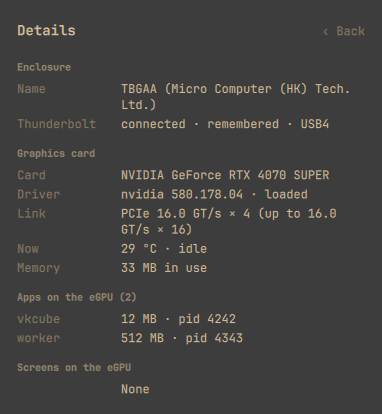 Details ‹ Back
Enclosure
Name TBGAA (Micro Computer (HK) Tech.
Ltd.)
Thunderbolt connected · remembered · USB4
Graphics card
Card NVIDIA GeForce RTX 4070 SUPER
Driver nvidia 580.178.04 · loaded
Link PCIe 16.0 GT/s × 4 (up to 16.0
GT/s × 16)
Now 29 °C · idle
Memory 33 MB in use
Apps on the eGPU (2)
vkcube 12 MB · pid 4242
worker 512 MB · pid 4343
Screens on the eGPU
None